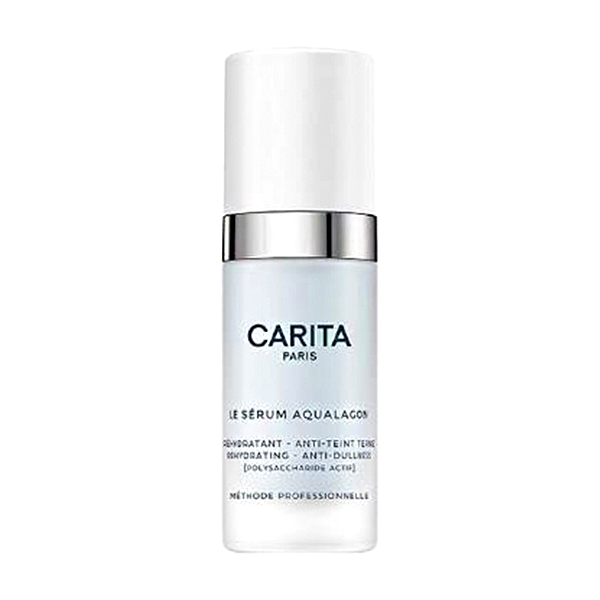 CARITA
PARIS
LE SÉRUM AQUALAGON
RÉHYDRATANT - ANTI-TEINT TERNE
REHYDRATING - ANTI-DULLNESS
[POLYSACCHARIDE ACTIF]
MÉTHODE PROFESSIONNELLE